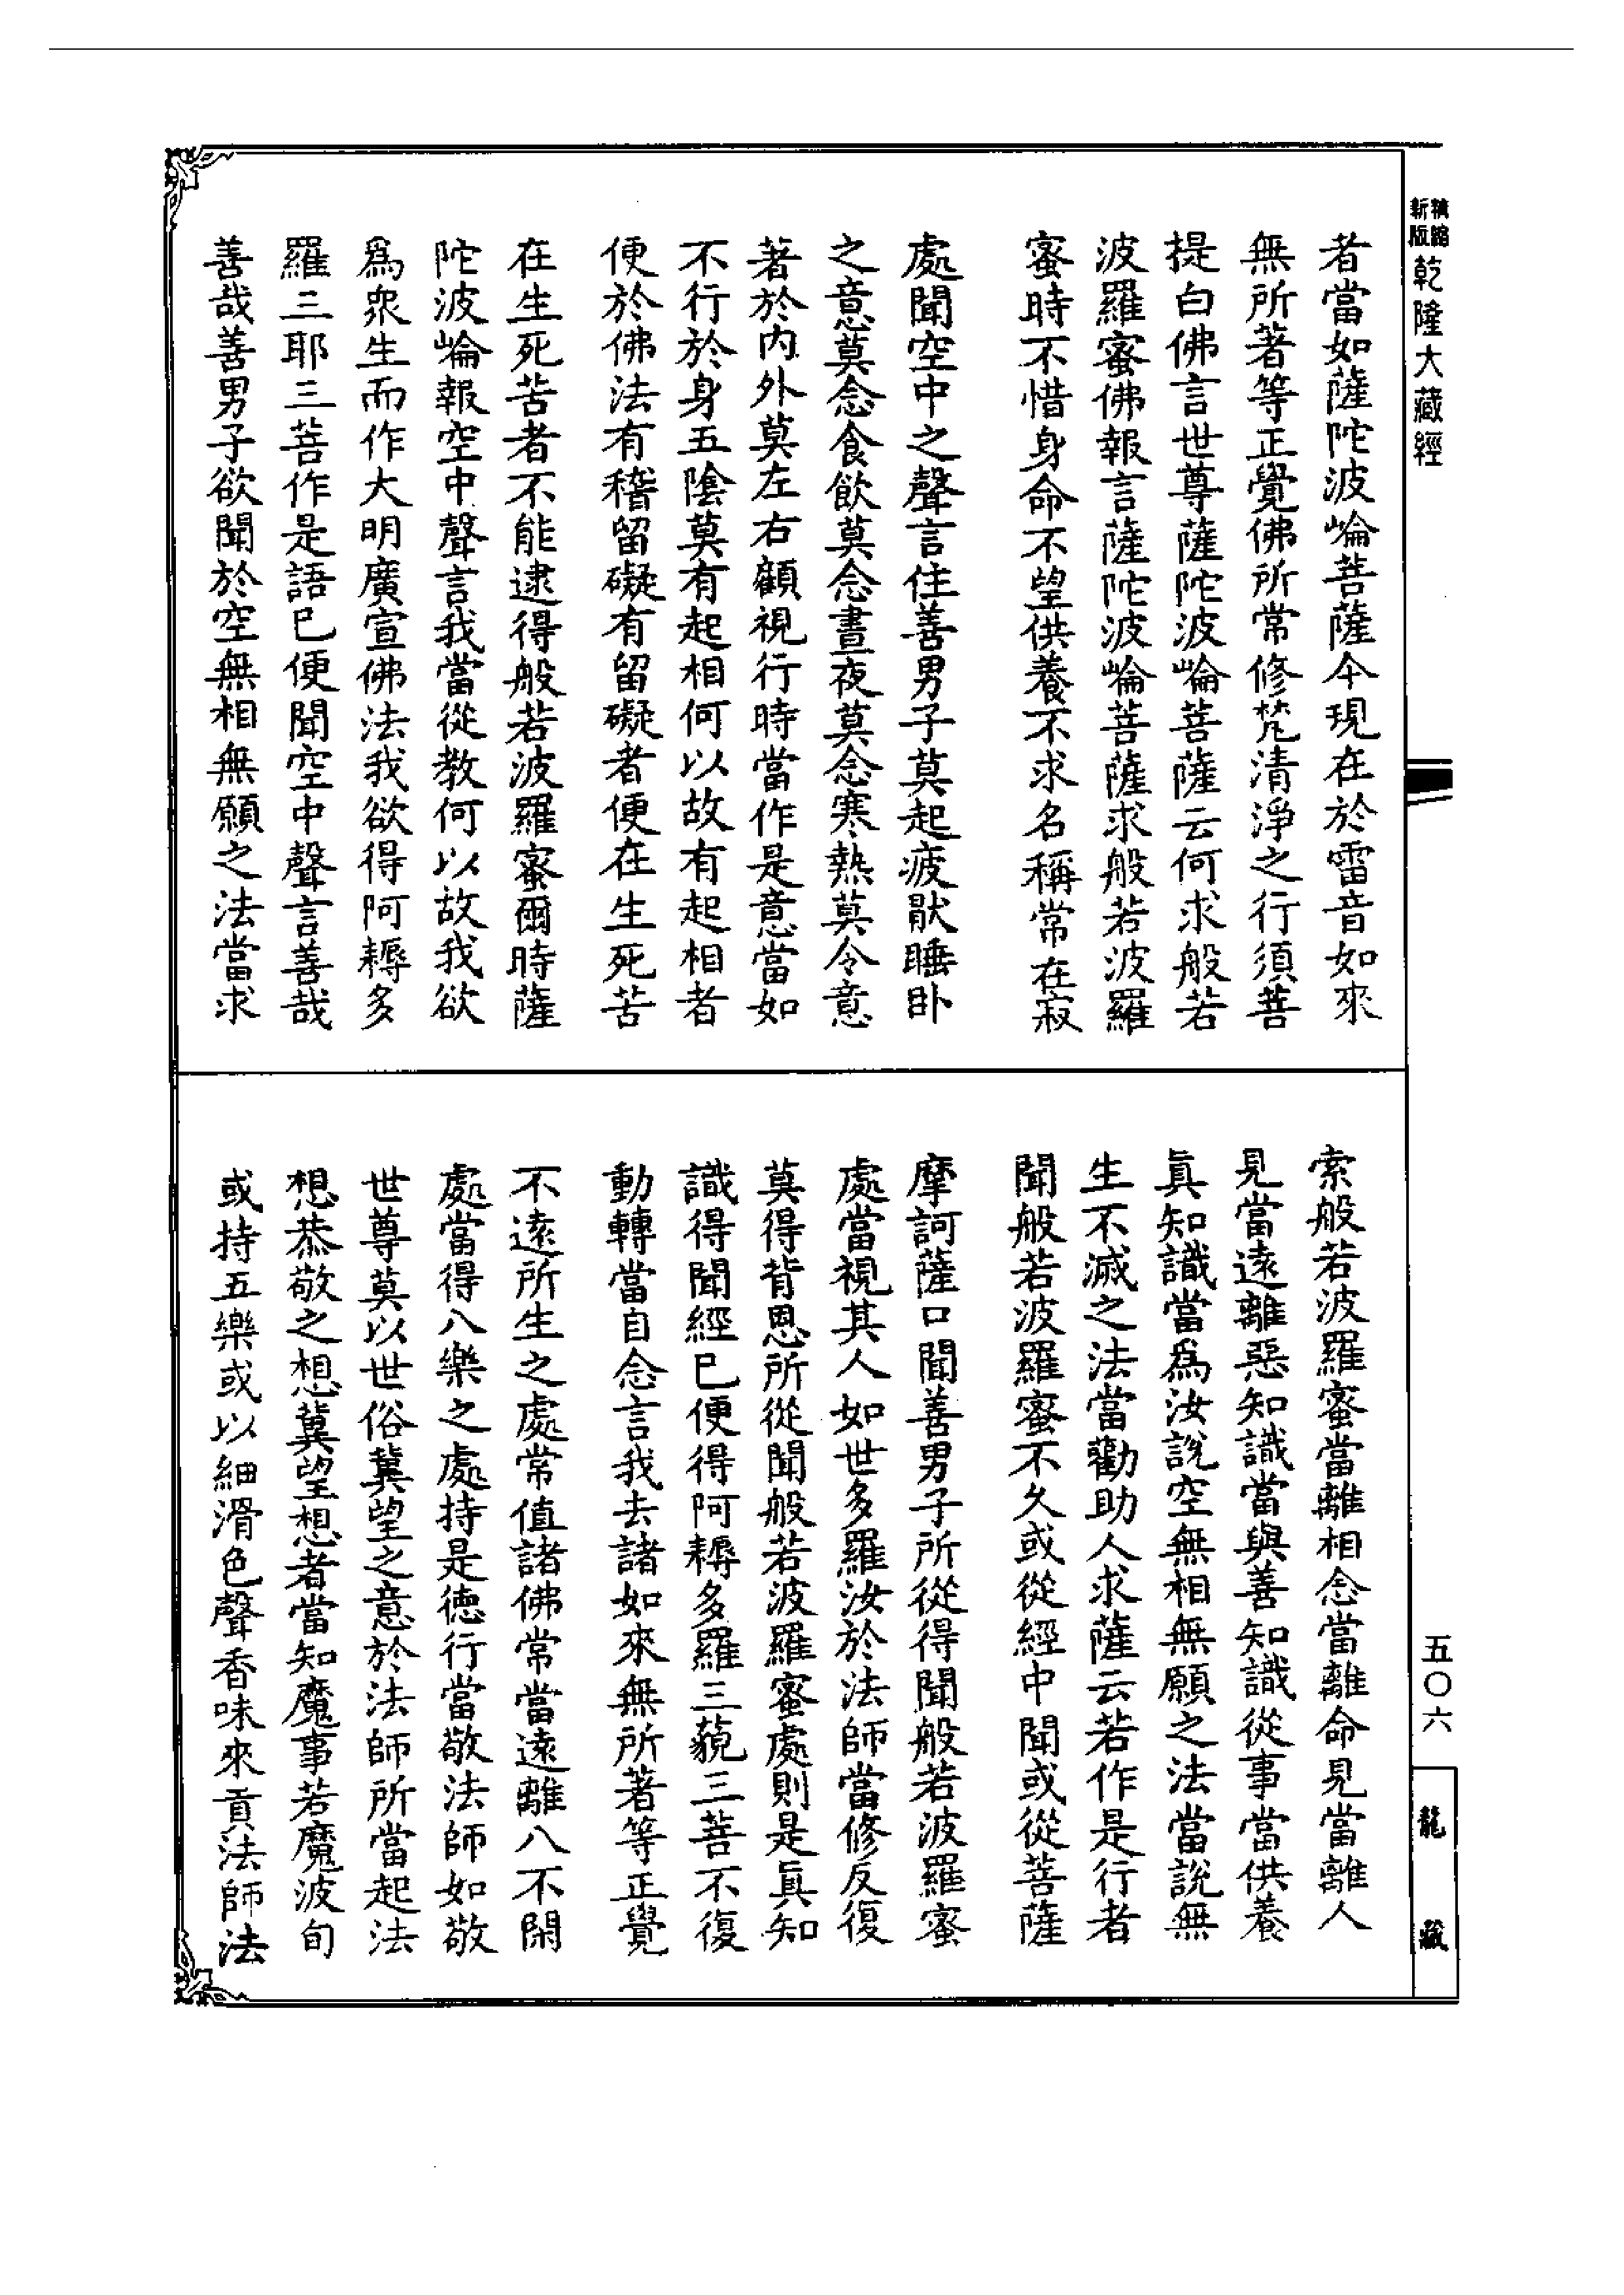 新版 精縮 乾隆大藏經
者當如薩陀波崘菩薩今現在於雷音如來
無所著等正覺佛所常修梵清淨之行須菩
提白佛言世尊薩陀波崘菩薩云何求般若
波羅蜜佛報言薩陀波崘菩薩求般若波羅
蜜時不惜身命不望供養不求名稱常在寂
處聞空中之聲言住善男子莫起疲猒睡卧
之意莫念食飲莫念晝夜莫念寒熱莫令意
著於內外莫左右顧視行時當作是意當如
不行於身五陰莫有起相何以故有起相者
便於佛法有稽留礙有留礙者便在生死苦
在生死苦者不能逮得般若波羅蜜爾時薩
陀波崘報空中聲言我當從教何以故我欲
爲衆生而作大明廣宣佛法我欲得阿耨多
羅三耶三菩作是語已便聞空中聲言善哉
善哉善男子欲聞於空無相無願之法當求
索般若波羅蜜當離相念當離命見當離人
見當遠離惡知識當與善知識從事當供養
眞知識當爲汝說空無相無願之法當說無
生不滅之法當勸助人求薩云若作是行者
聞般若波羅蜜不久或從經中聞或從菩薩
摩訶薩口聞善男子所從得聞般若波羅蜜
處當視其人如世多羅汝於法師當修反復
莫得背恩所從聞般若波羅蜜處則是眞知
識得聞經已便得阿耨多羅三藐三菩不復
動轉當自念言我去諸如來無所著等正覺
不遠所生之處常值諸佛常當遠離八不閑
處當得八樂之處持是德行當敬法師如敬
世尊莫以世俗冀望之意於法師所當起法
想恭敬之想冀望想者當知魔事若魔波旬
或持五樂或以細滑色聲香味來貢法師法
五〇六
龍藏